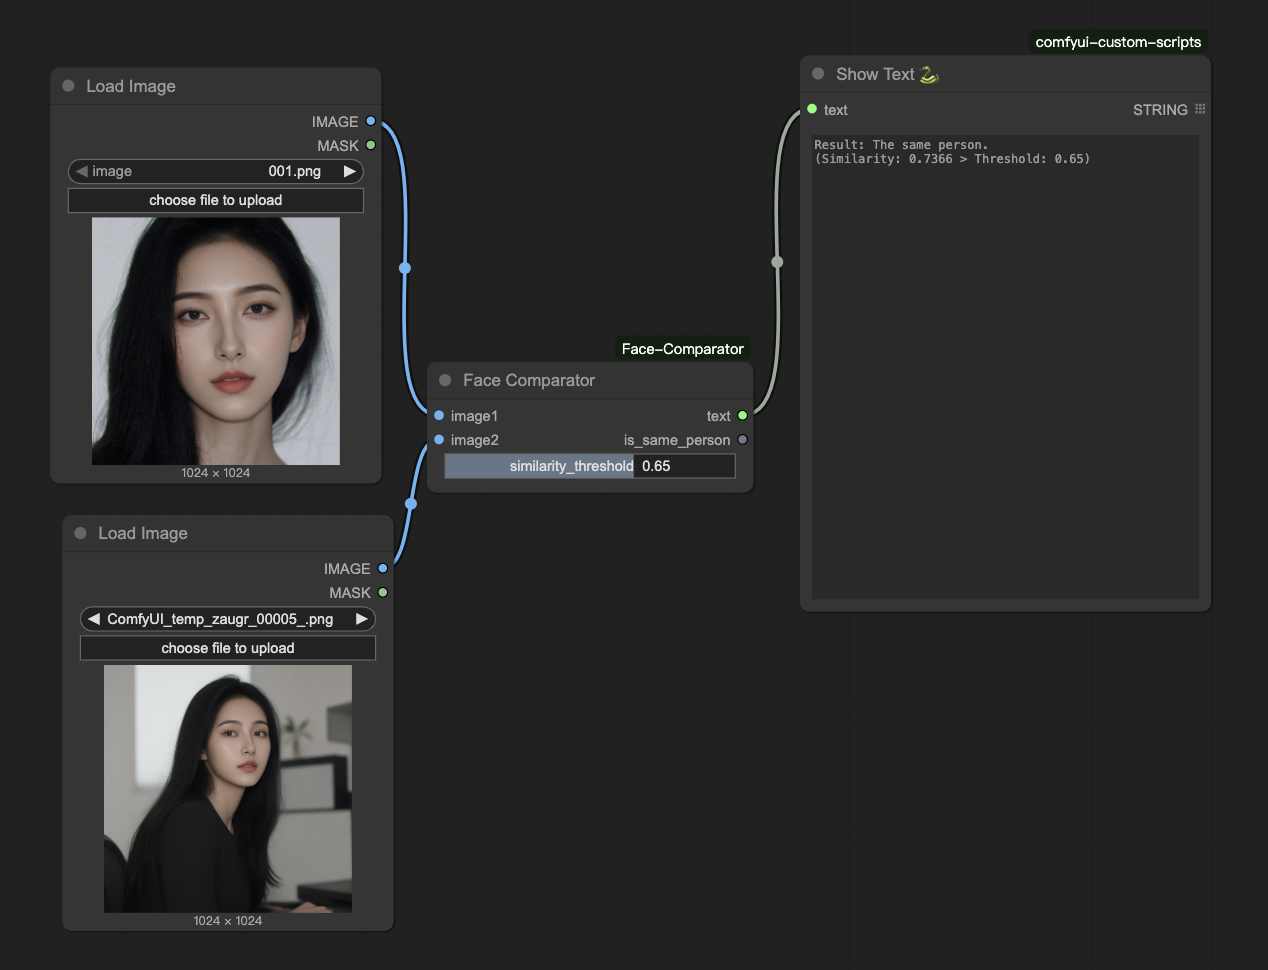 Load Image
IMAGE
MASK
image 001.png
choose file to upload
1024 × 1024
Load Image
IMAGE
MASK
ComfyUI_temp_zaugr_00005_.png
choose file to upload
1024 × 1024
Face-Comparator
Face Comparator
image1 text
image2 is_same_person
similarity_threshold 0.65
comfyui-custom-scripts
Show Text 🐍
text STRING
Result: The same person.
(Similarity: 0.7366 > Threshold: 0.65)